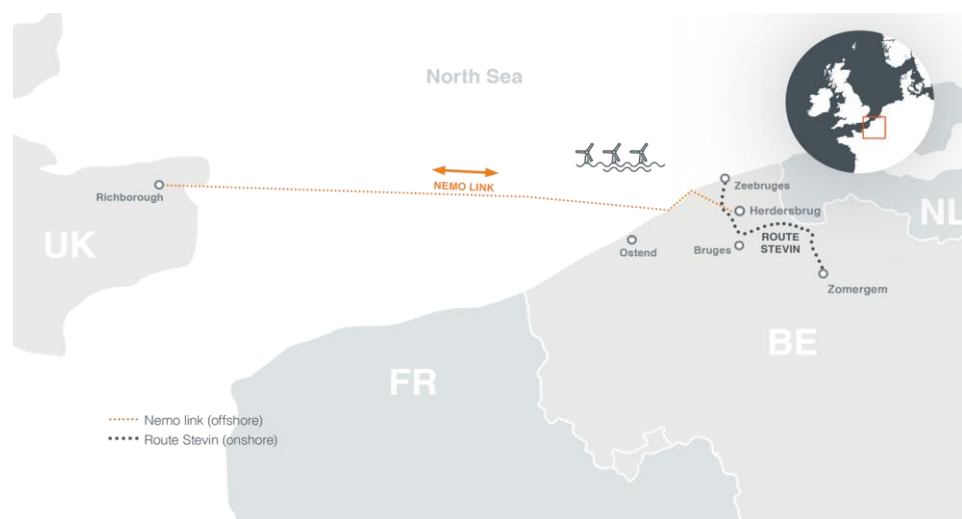 North Sea
NEMO LINK
Richborough
Zeebruges
Herdersbrug
NL
UK
Ostend
Bruges
ROUTE
STEVIN
Zomergem
BE
FR
Nemo link (offshore)
Route Stevin (onshore)